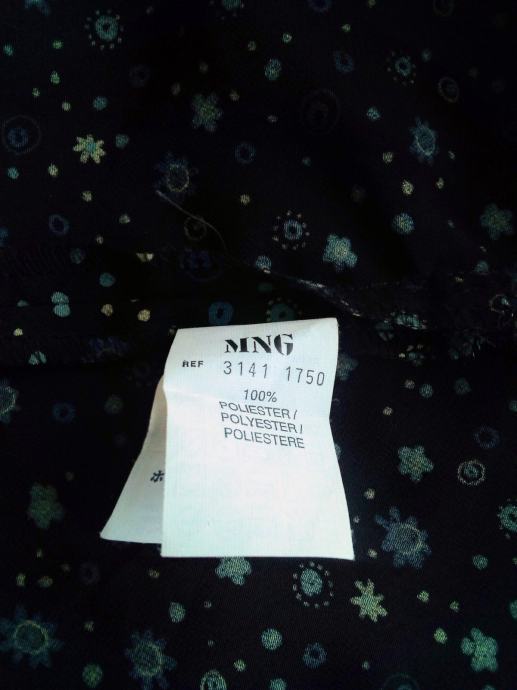 MNG
REF 3141 1750
100%
POLIESTER/
POLYESTER/
POLIESTERE